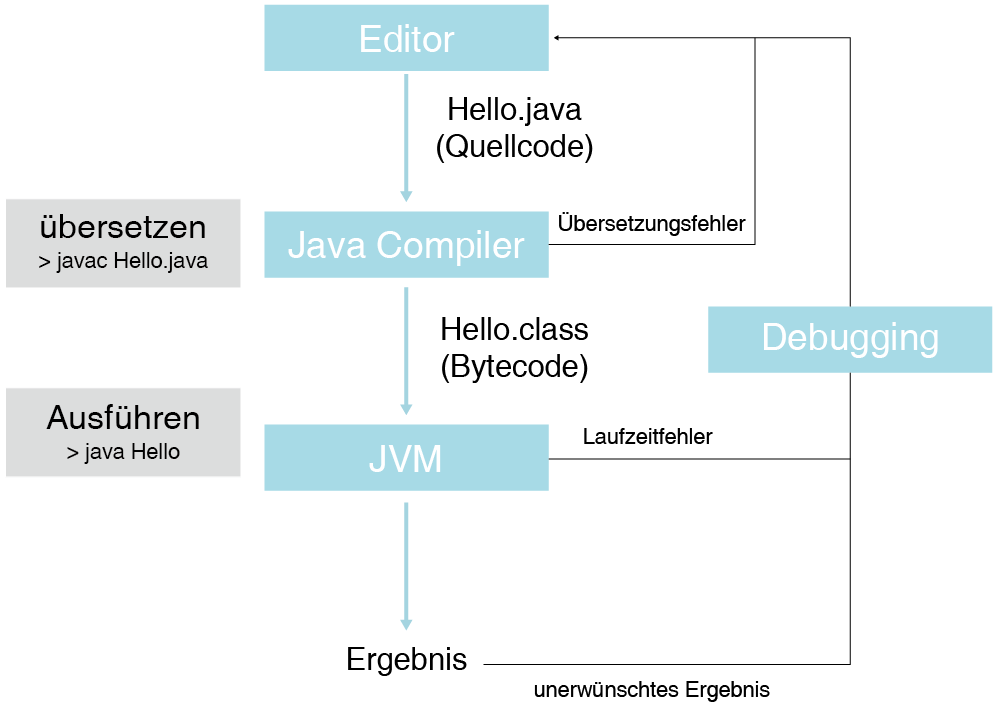 Editor
Hello.java
(Quellcode)
übersetzen
> javac Hello.java
Java Compiler
Übersetzungsfehler
Hello.class
(Bytecode)
Debugging
Ausführen
> java Hello
JVM
Laufzeitfehler
Ergebnis
unerwünschtes Ergebnis